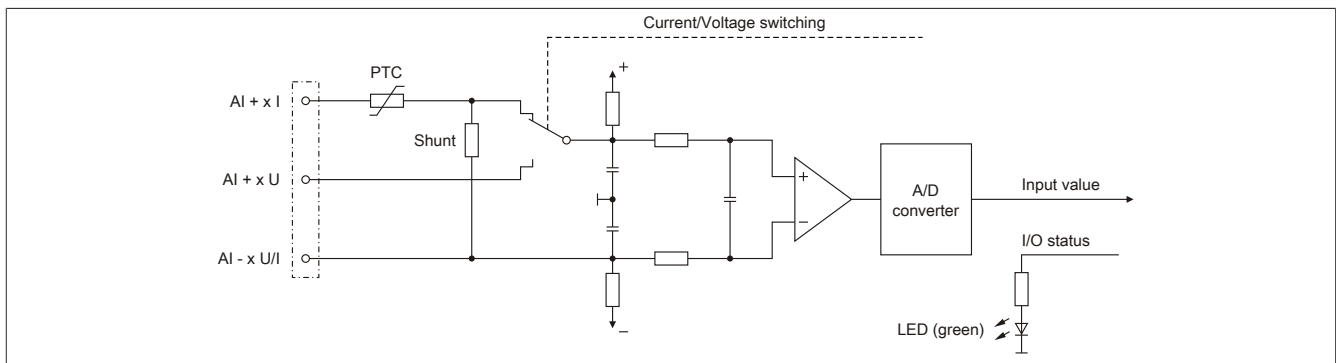 Current/Voltage switching
PTC
+
AI + x I
Shunt
AI + x U
+
A/D
converter
Input value
−
I/O status
AI - x U/I
LED (green)
−